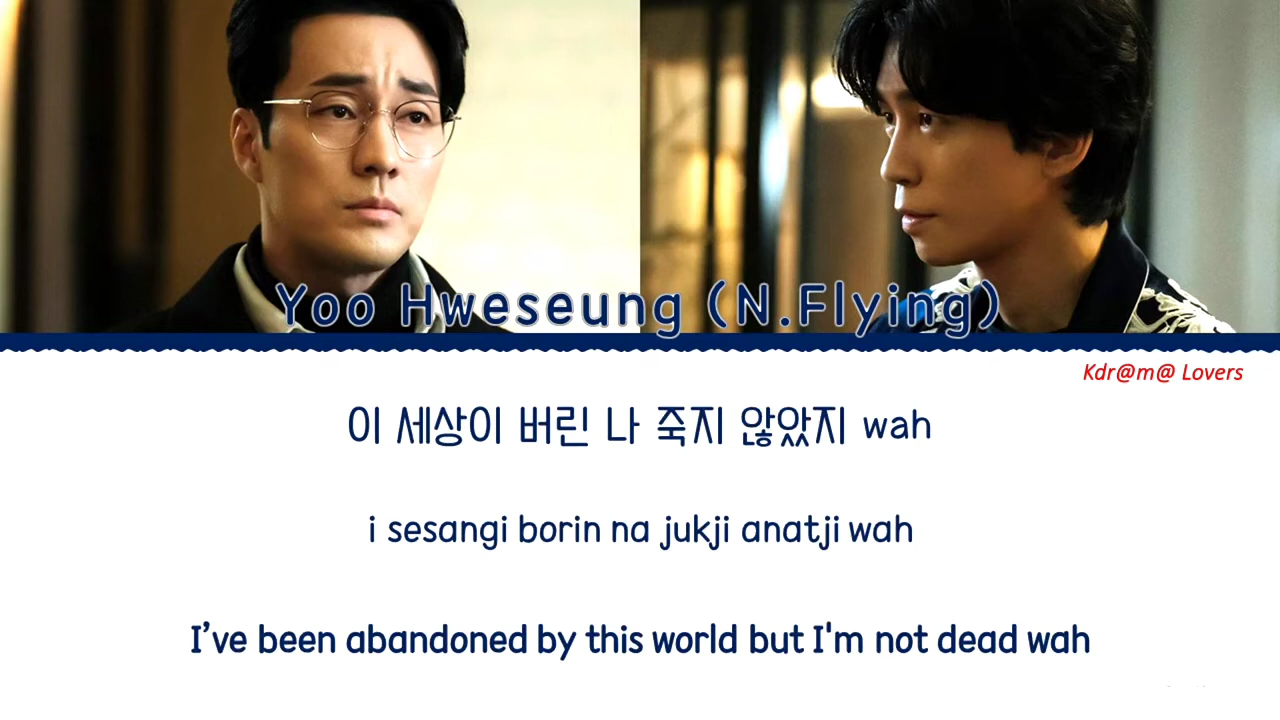 Yoo Hweseung (N.Flying)
Kdr@m@ Lovers
이 세상이 버린 나 죽지 않았지 wah
i sesangi borin na jukji anatji wah
I’ve been abandoned by this world but I'm not dead wah